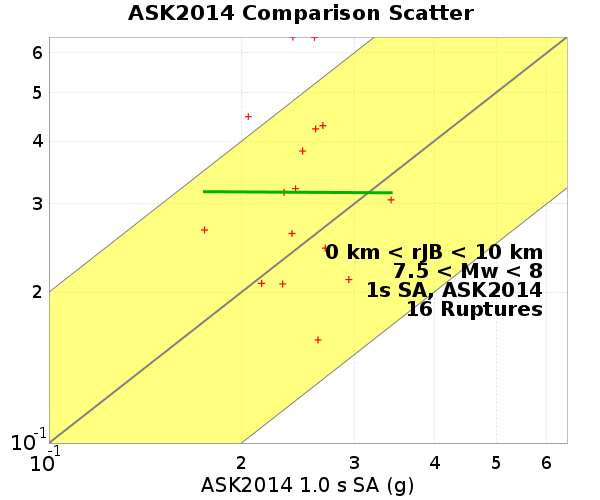 ASK2014 Comparison Scatter
6
5
4
3
2
10-1
0 km < rJB < 10 km
7.5 < Mw < 8
1s SA, ASK2014
16 Ruptures
10-1 2 3 4 5 6
ASK2014 1.0 s SA (g)